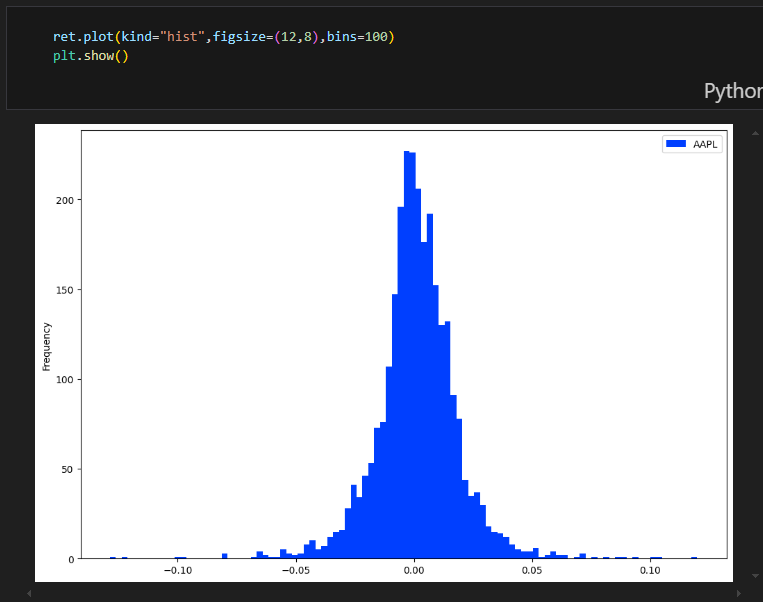 ret.plot(kind="hist",figsize=(12,8),bins=100)
plt.show()
Python
AAPL
200
150
100
50
0
Frequency
−0.10
−0.05
0.00
0.05
0.10